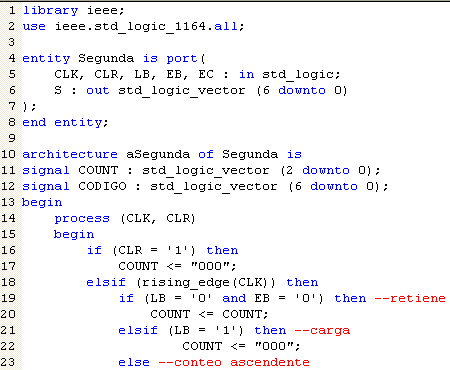 1 library ieee;
2 use ieee.std_logic_1164.all;
3
4 entity Segunda is port(
5     CLK, CLR, LB, EB, EC : in std_logic;
6     S : out std_logic_vector (6 downto 0)
7 );
8 end entity;
9
10 architecture aSegunda of Segunda is
11 signal COUNT : std_logic_vector (2 downto 0);
12 signal CODIGO : std_logic_vector (6 downto 0);
13 begin
14     process (CLK, CLR)
15     begin
16         if (CLR = '1') then
17             COUNT <= "000";
18         elsif (rising_edge(CLK)) then
19             if (LB = '0' and EB = '0') then --retiene
20                 COUNT <= COUNT;
21             elsif (LB = '1') then --carga
22                     COUNT <= "000";
23             else --conteo ascendente